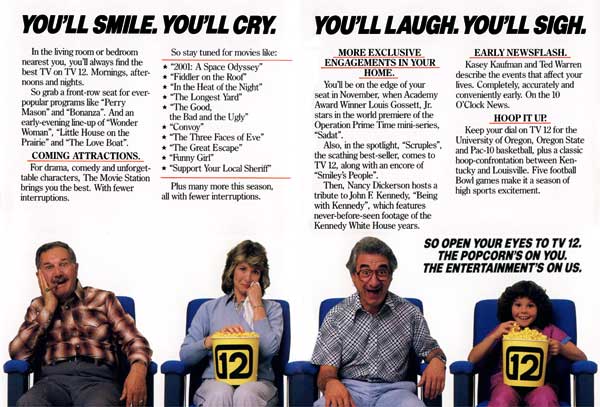 YOU'LL SMILE. YOU'LL CRY.
In the living room or bedroom
nearest you, you'll always find the
best TV on TV 12. Mornings, after-
noons and nights.
So grab a front-row seat for ever-
popular programs like "Perry
Mason" and "Bonanza". And an
early-evening line-up of "Wonder
Woman", "Little House on the
Prairie" and "The Love Boat".
COMING ATTRACTIONS.
For drama, comedy and unforget-
table characters, The Movie Station
brings you the best. With fewer
interruptions.
So stay tuned for movies like:
★ "2001: A Space Odyssey"
★ "Fiddler on the Roof"
★ "In the Heat of the Night"
★ "The Longest Yard"
★ "The Good,
the Bad and the Ugly"
★ "Convoy"
★ "The Three Faces of Eve"
★ "The Great Escape"
★ "Funny Girl"
★ "Support Your Local Sheriff"
Plus many more this season,
all with fewer interruptions.
YOU'LL LAUGH. YOU'LL SIGH.
MORE EXCLUSIVE
ENGAGEMENTS IN YOUR
HOME.
You'll be on the edge of your
seat in November, when Academy
Award Winner Louis Gossett, Jr.
stars in the world premiere of the
Operation Prime Time mini-series,
"Sadat".
Also, in the spotlight, "Scruples",
the scathing best-seller, comes to
TV 12, along with an encore of
"Smiley's People".
Then, Nancy Dickerson hosts a
tribute to John F. Kennedy, "Being
with Kennedy", which features
never-before-seen footage of the
Kennedy White House years.
EARLY NEWSFLASH.
Kasey Kaufman and Ted Warren
describe the events that affect your
lives. Completely, accurately and
conveniently early. On the 10
O'Clock News.
HOOP IT UP.
Keep your dial on TV 12 for the
University of Oregon, Oregon State
and Pac-10 basketball, plus a classic
hoop-confrontation between Ken-
tucky and Louisville. Five football
Bowl games make it a season of
high sports excitement.
SO OPEN YOUR EYES TO TV 12.
THE POPCORN'S ON YOU.
THE ENTERTAINMENT'S ON US.
12
12